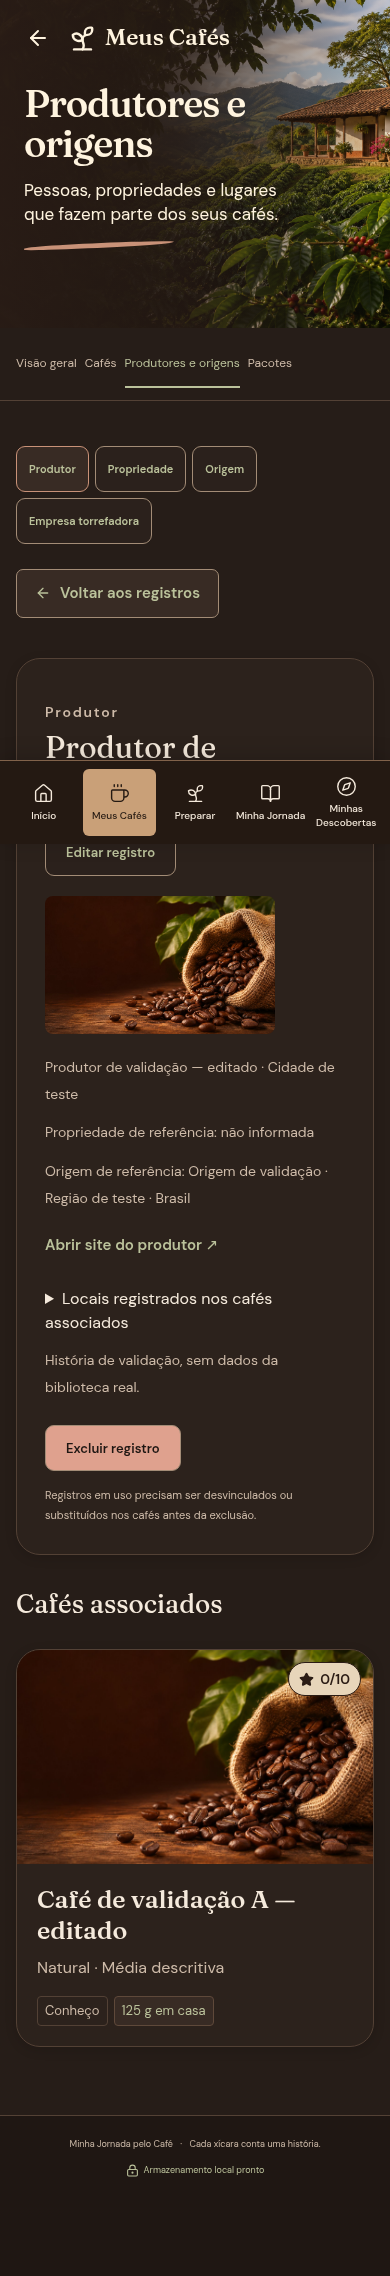 Meus Cafés
Produtores e
origens
Pessoas, propriedades e lugares
que fazem parte dos seus cafés.
Visão geral Cafés Produtores e origens Pacotes
Produtor Propriedade Origem
Empresa torrefadora
Voltar aos registros
Produtor
Produtor de
Início Meus Cafés Preparar Minha Jornada Minhas
Descobertas
Editar registro
Produtor de validação — editado · Cidade de
teste
Propriedade de referência: não informada
Origem de referência: Origem de validação ·
Região de teste · Brasil
Abrir site do produtor ↗
▶ Locais registrados nos cafés
associados
História de validação, sem dados da
biblioteca real.
Excluir registro
Registros em uso precisam ser desvinculados ou
substituídos nos cafés antes da exclusão.
Cafés associados
0/10
Café de validação A —
editado
Natural · Média descritiva
Conheço 125 g em casa
Minha Jornada pelo Café · Cada xícara conta uma história.
Armazenamento local pronto